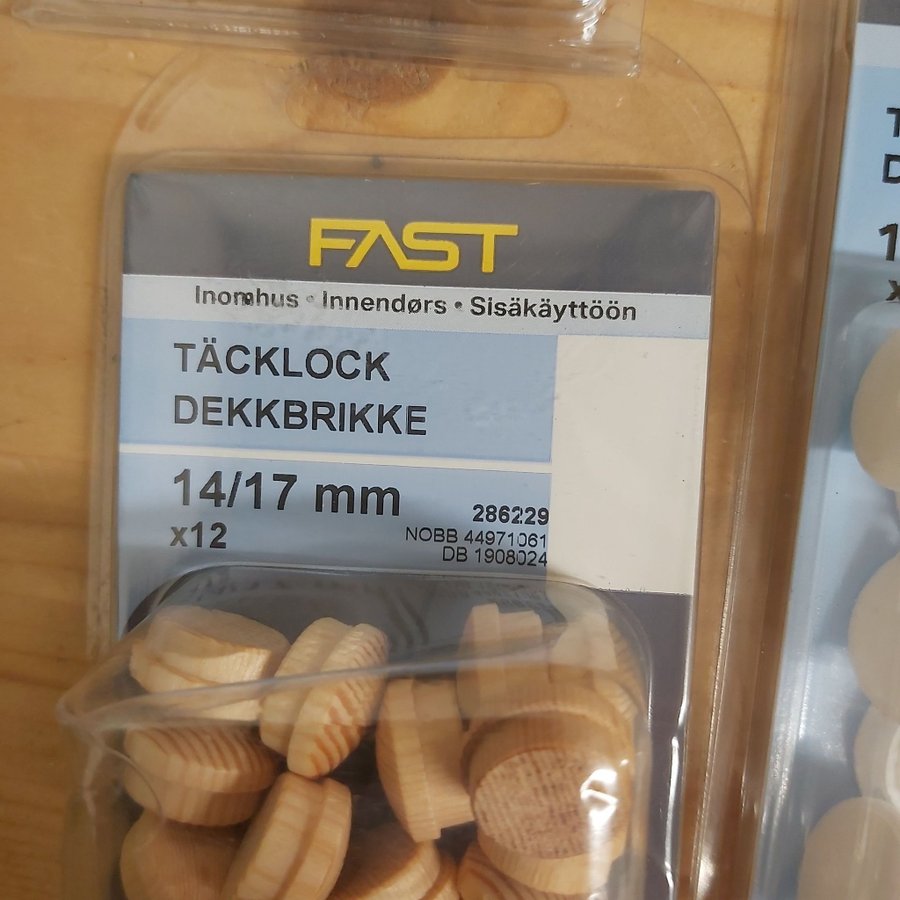 FAST
Inomhus • Innendørs • Sisäkäyttöön
TÄCKLOCK
DEKKBRIKKE
14/17 mm
x12
286229
NOBB 44971061
DB 1908024